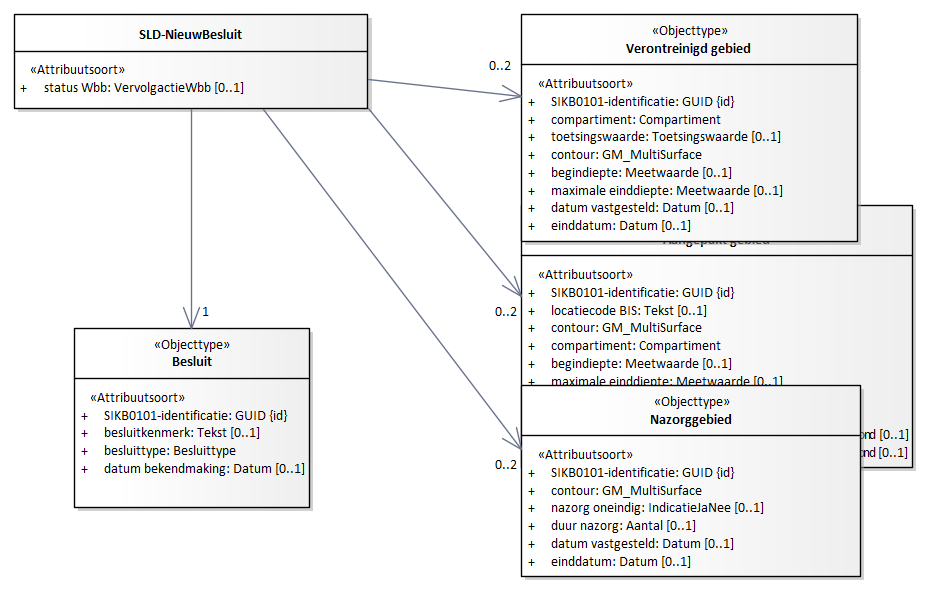 SLD-NieuwBesluit
«Attribuutsoort»
+ status Wbb: VervolgactieWbb [0..1]
0..2
«Objecttype»
Verontreinigd gebied
«Attribuutsoort»
+ SIKB0101-identificatie: GUID {id}
+ compartiment: Compartiment
+ toetsingswaarde: Toetsingswaarde [0..1]
+ contour: GM_MultiSurface
+ begindiepte: Meetwaarde [0..1]
+ maximale einddiepte: Meetwaarde [0..1]
+ datum vastgesteld: Datum [0..1]
+ einddatum: Datum [0..1]
0..2
Aangepakt gebied
«Attribuutsoort»
+ SIKB0101-identificatie: GUID {id}
+ locatiecode BIS: Tekst [0..1]
+ contour: GM_MultiSurface
+ compartiment: Compartiment
+ begindiepte: Meetwaarde [0..1]
+ maximale einddiepte: Meetwaarde [0..1]
ond [0..1]
ond [0..1]
1
«Objecttype»
Besluit
«Attribuutsoort»
+ SIKB0101-identificatie: GUID {id}
+ besluitkenmerk: Tekst [0..1]
+ besluittype: Besluittype
+ datum bekendmaking: Datum [0..1]
0..2
«Objecttype»
Nazorggebied
«Attribuutsoort»
+ SIKB0101-identificatie: GUID {id}
+ contour: GM_MultiSurface
+ nazorg oneindig: IndicatieJaNee [0..1]
+ duur nazorg: Aantal [0..1]
+ datum vastgesteld: Datum [0..1]
+ einddatum: Datum [0..1]